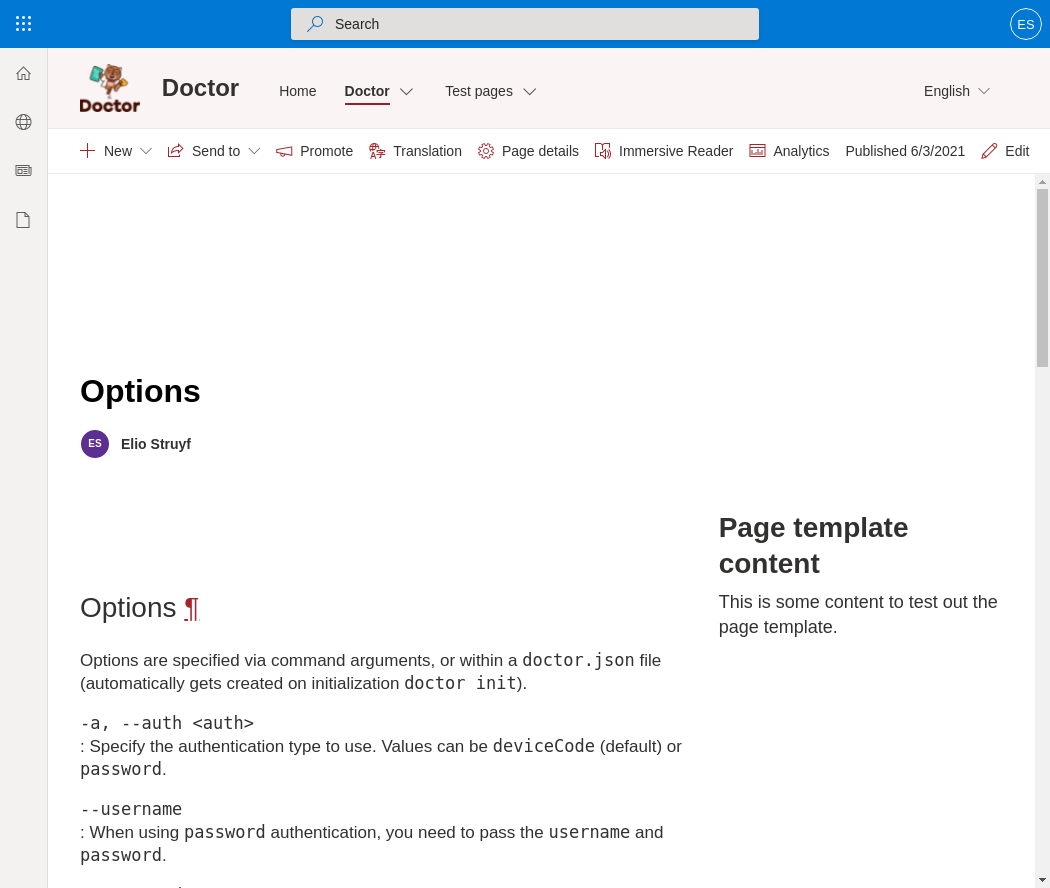 Search
ES
Doctor
Doctor
Home
Doctor
Test pages
English
New
Send to
Promote
Translation
Page details
Immersive Reader
Analytics
Published 6/3/2021
Edit
Options
ES
Elio Struyf
Page template
content
This is some content to test out the
page template.
Options ¶
Options are specified via command arguments, or within a doctor.json file
(automatically gets created on initialization doctor init).
-a, --auth <auth>
: Specify the authentication type to use. Values can be deviceCode (default) or
password.
--username
: When using password authentication, you need to pass the username and
password.